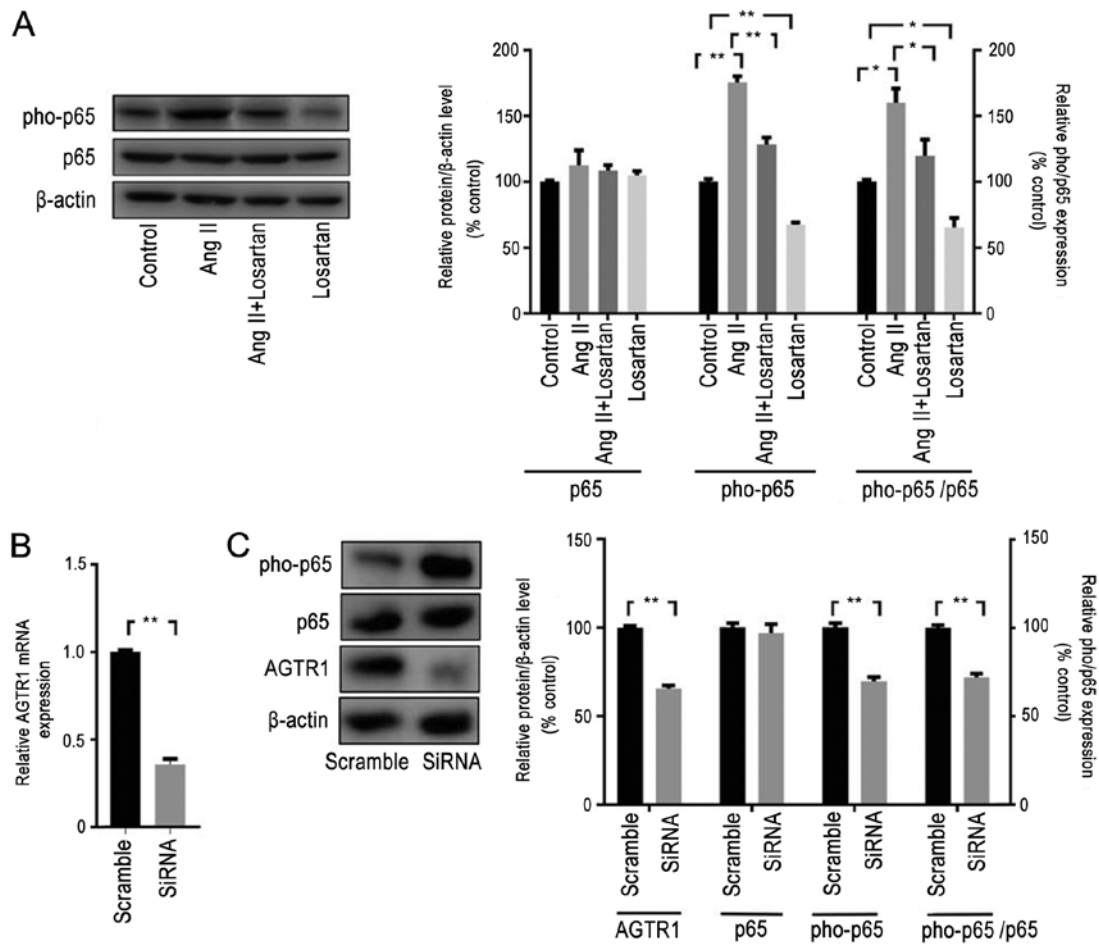 A
pho-p65
p65
β-actin
Control
Ang II
Ang II+Losartan
Losartan
Relative protein/β-actin level
(% control)
200
150
100
50
0
**
**
**
*
*
*
200
150
100
50
0
Relative pho/p65 expression
(% control)
Control
Ang II
Ang II+Losartan
Losartan
Control
Ang II
Ang II+Losartan
Losartan
Control
Ang II
Ang II+Losartan
Losartan
p65
pho-p65
pho-p65 /p65
B
Relative AGTR1 mRNA
expression
1.5
1.0
0.5
0
**
Scramble
SiRNA
C
pho-p65
p65
AGTR1
β-actin
Scramble SiRNA
Relative protein/β-actin level
(% control)
150
100
50
0
**
**
**
150
100
50
0
Relative pho/p65 expression
(% control)
Scramble
SiRNA
Scramble
SiRNA
Scramble
SiRNA
Scramble
SiRNA
AGTR1
p65
pho-p65
pho-p65 /p65